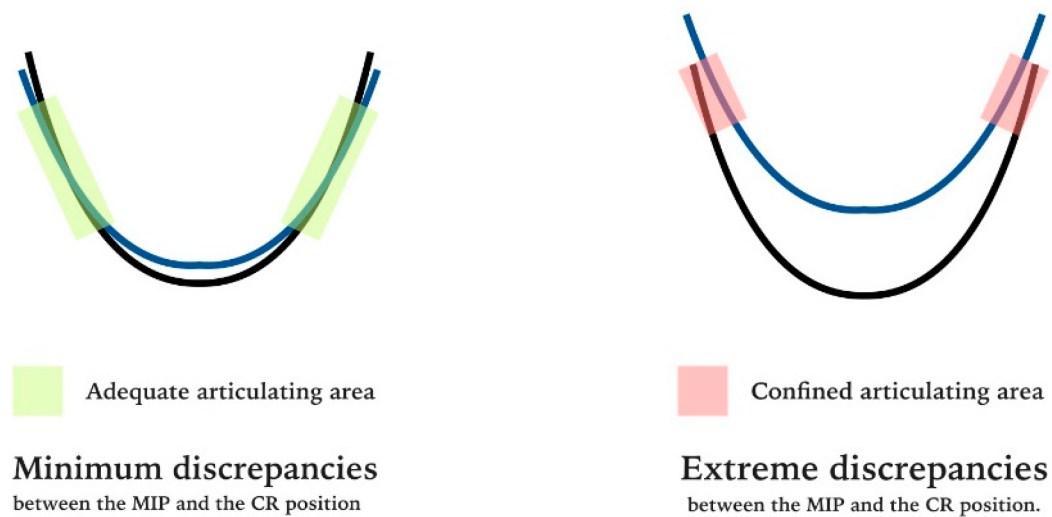 Adequate articulating area
Minimum discrepancies
between the MIP and the CR position
Confined articulating area
Extreme discrepancies
between the MIP and the CR position.